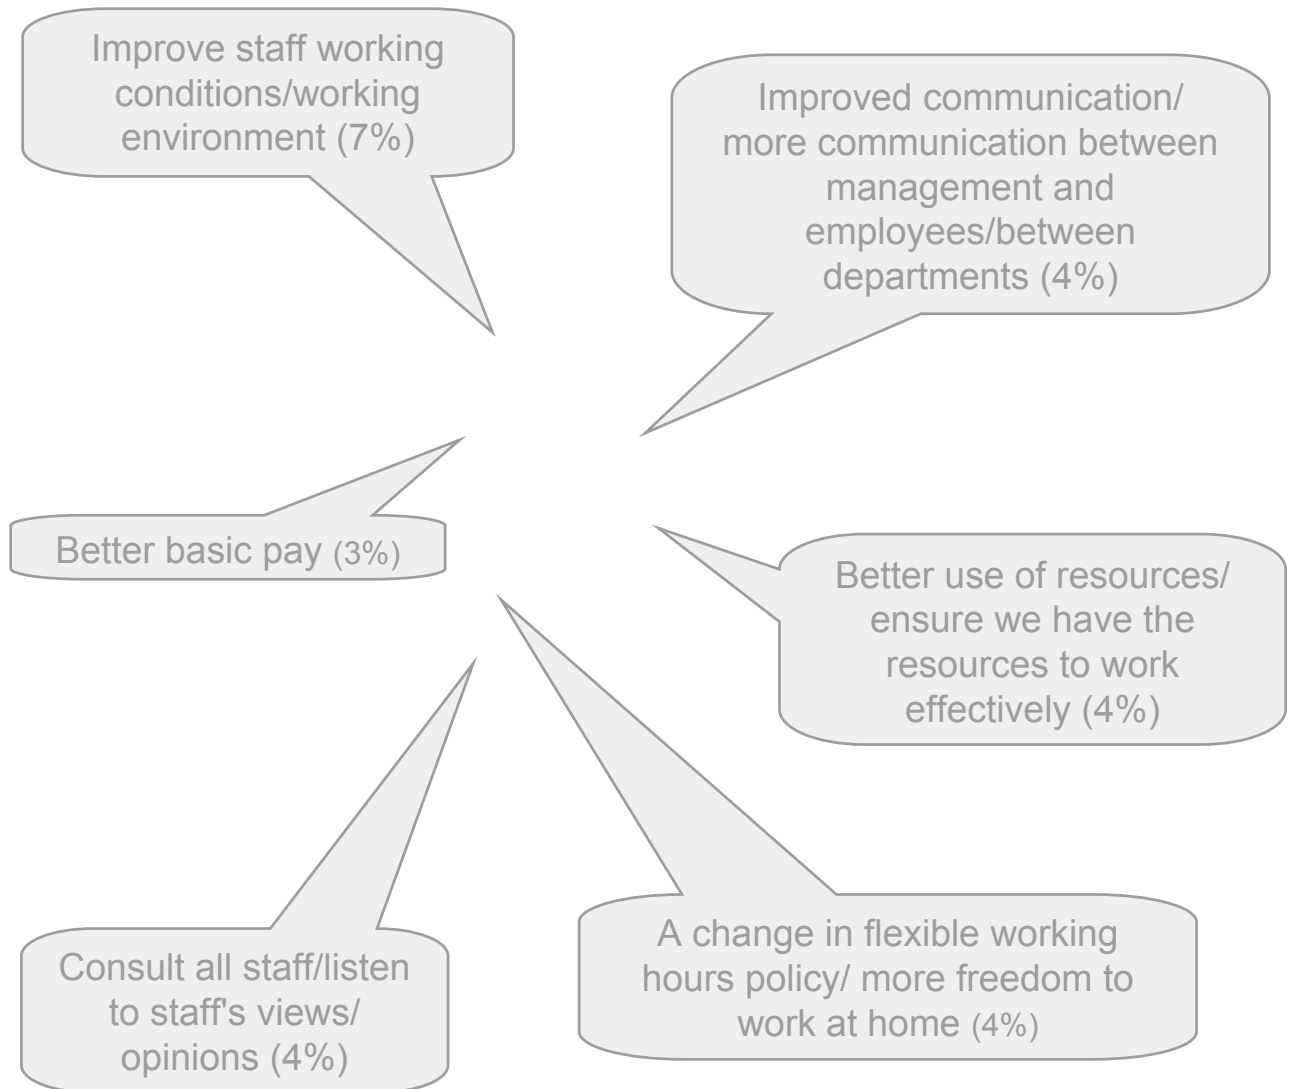 Improve staff working
conditions/working
environment (7%)
Improved communication/
more communication between
management and
employees/between
departments (4%)
Better basic pay (3%)
Better use of resources/
ensure we have the
resources to work
effectively (4%)
Consult all staff/listen
to staff's views/
opinions (4%)
A change in flexible working
hours policy/ more freedom to
work at home (4%)